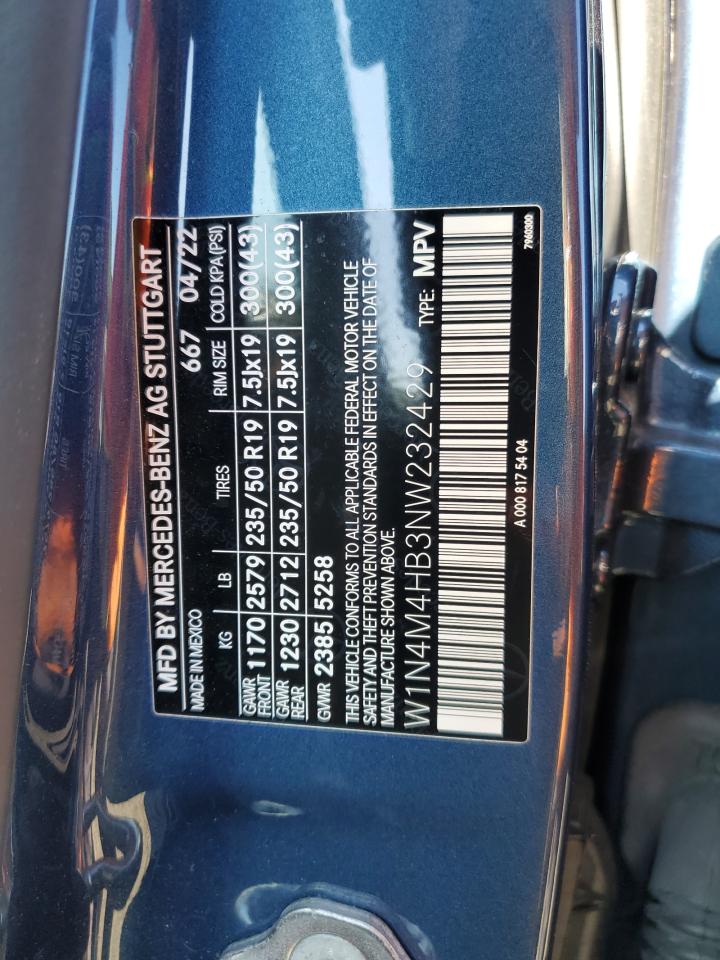 MFD BY MERCEDES-BENZ AG STUTTGART
MADE IN MEXICO 667 04/22
KG LB TIRES RIM SIZE COLD KPA(PSI)
GAWR FRONT 1170 2579 235/50 R19 7.5Jx19 300(43)
GAWR REAR 1230 2712 235/50 R19 7.5Jx19 300(43)
GVWR 2385 5258
THIS VEHICLE CONFORMS TO ALL APPLICABLE FEDERAL MOTOR VEHICLE
SAFETY AND THEFT PREVENTION STANDARDS IN EFFECT ON THE DATE OF
MANUFACTURE SHOWN ABOVE.
W1N4M4HB3NW232429 TYPE: MPV
A 000 817 54 04
7960300